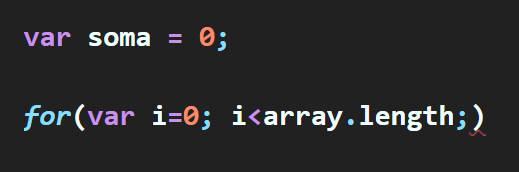 var soma = 0;
for(var i=0; i<array.length;)